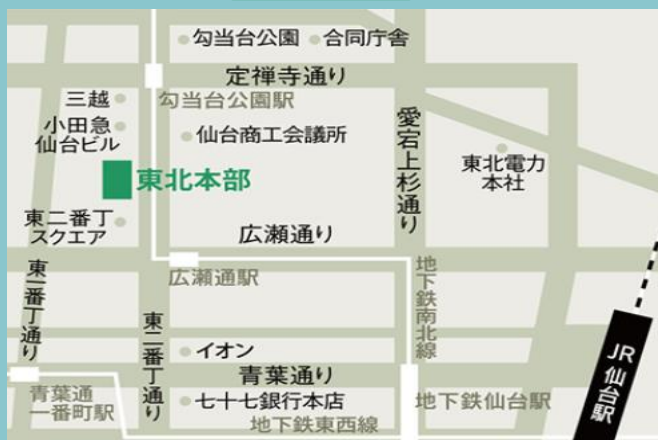 勾当台公園
合同庁舎
定禅寺通り
三越
勾当台公園駅
小田急
仙台ビル
仙台商工会議所
愛宕上杉通り
東北電力
本社
東北本部
東二番丁
スクエア
広瀬通り
広瀬通駅
地下鉄南北線
東一番丁通り
東二番丁通り
イオン
JR仙台駅
青葉通り
青葉通
一番町駅
七十七銀行本店
地下鉄仙台駅
地下鉄東西線